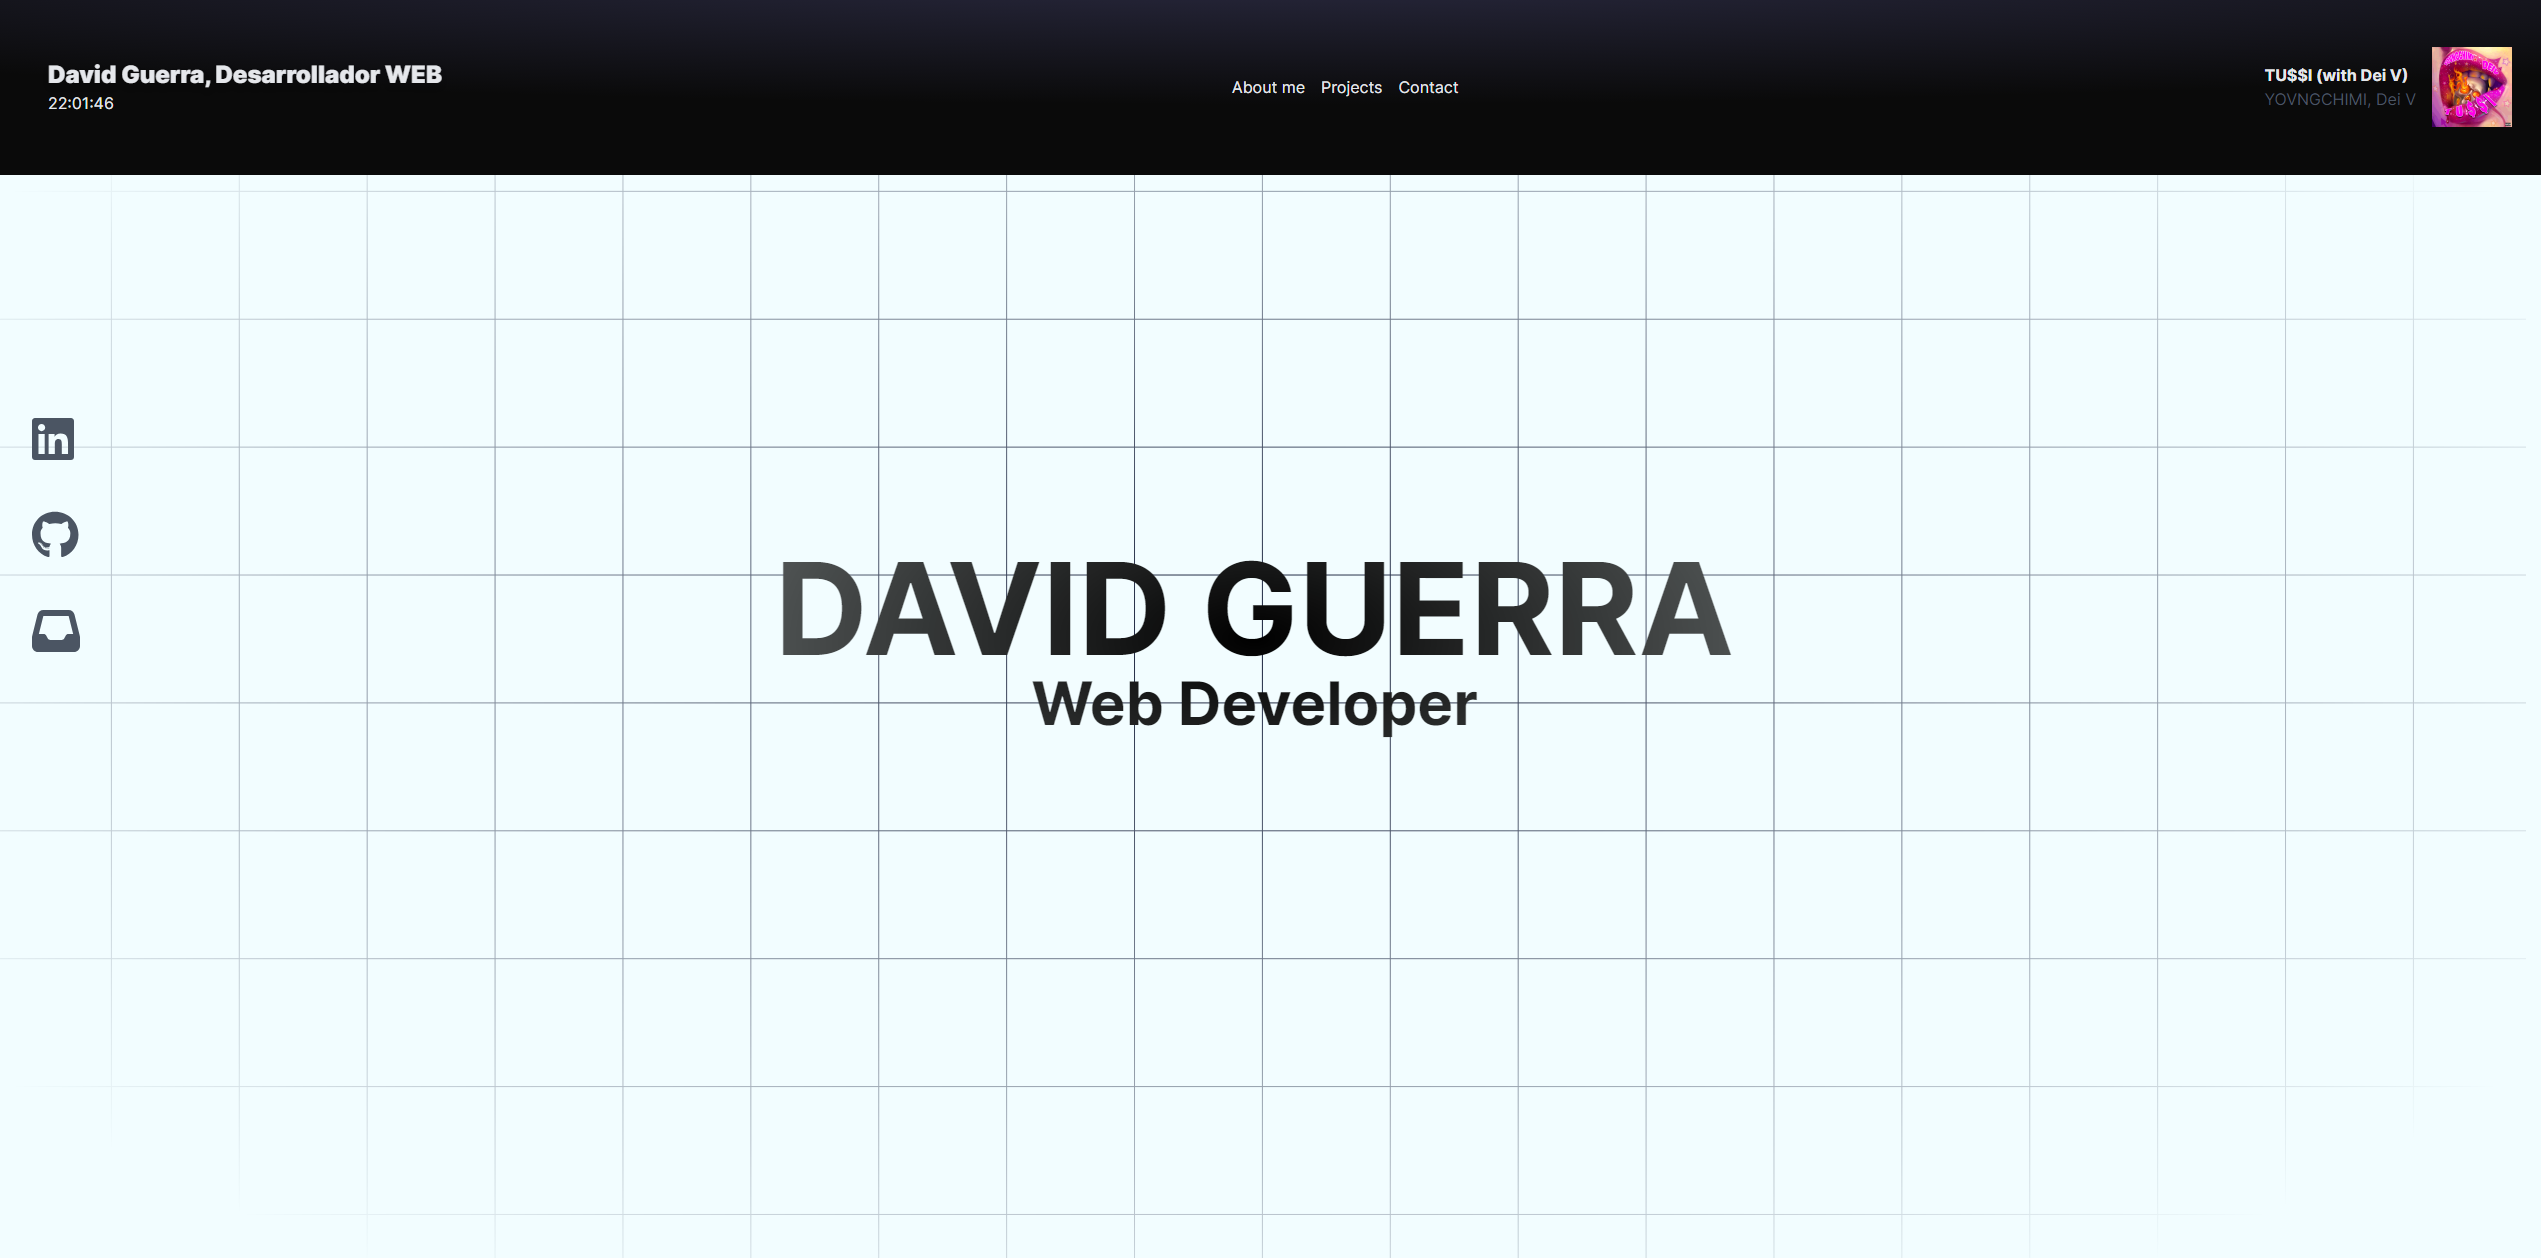 David Guerra, Desarrollador WEB
22:01:46
About me Projects Contact
TU$$I (with Dei V)
YOVNGCHIMI, Dei V
in
DAVID GUERRA
Web Developer